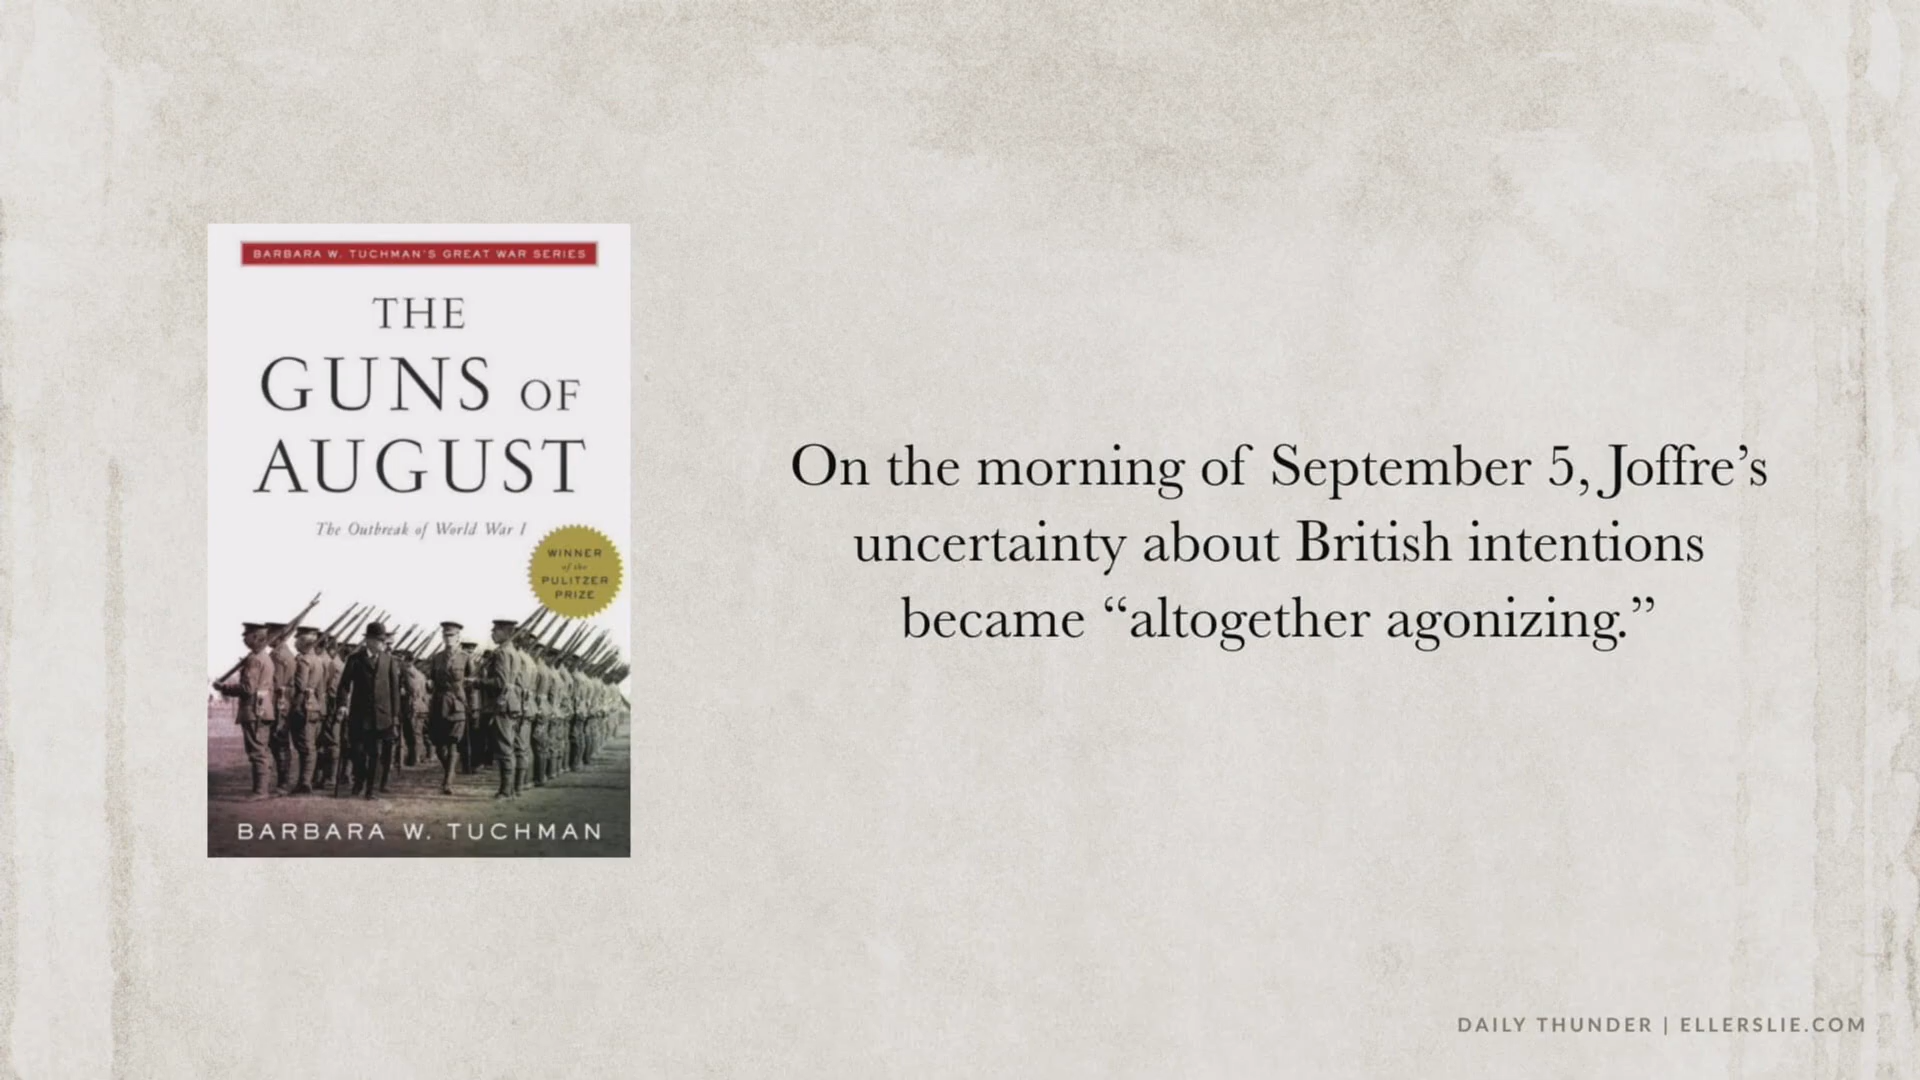 BARBARA W. TUCHMAN'S GREAT WAR SERIES
THE
GUNS OF
AUGUST
The Outbreak of World War I
WINNER
of the
PULITZER
PRIZE
BARBARA W. TUCHMAN
On the morning of September 5, Joffre’s
uncertainty about British intentions
became “altogether agonizing.”
DAILY THUNDER | ELLERSLIE.COM